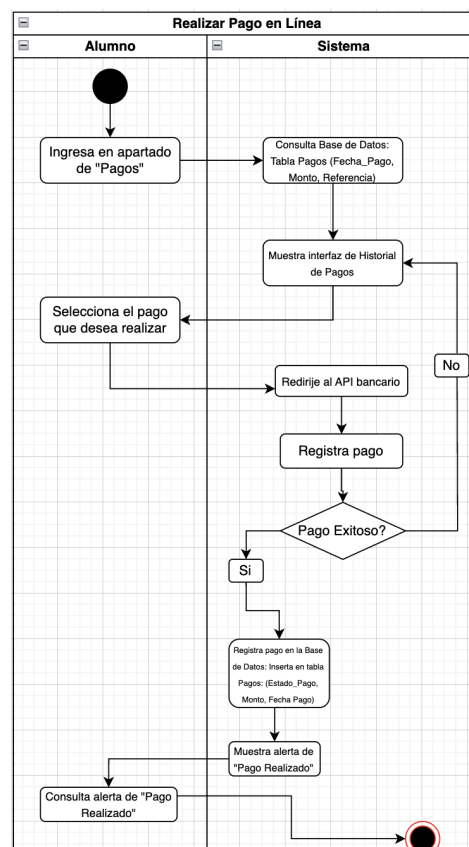 Realizar Pago en Línea
Alumno
Sistema
Ingresa en apartado
de "Pagos"
Consulta Base de Datos:
Tabla Pagos (Fecha_Pago,
Monto, Referencia)
Muestra interfaz de Historial
de Pagos
Selecciona el pago
que desea realizar
No
Redirije al API bancario
Registra pago
Pago Exitoso?
Si
Registra pago en la Base
de Datos: Inserta en tabla
Pagos: (Estado_Pago,
Monto, Fecha Pago)
Muestra alerta de
"Pago Realizado"
Consulta alerta de "Pago
Realizado"